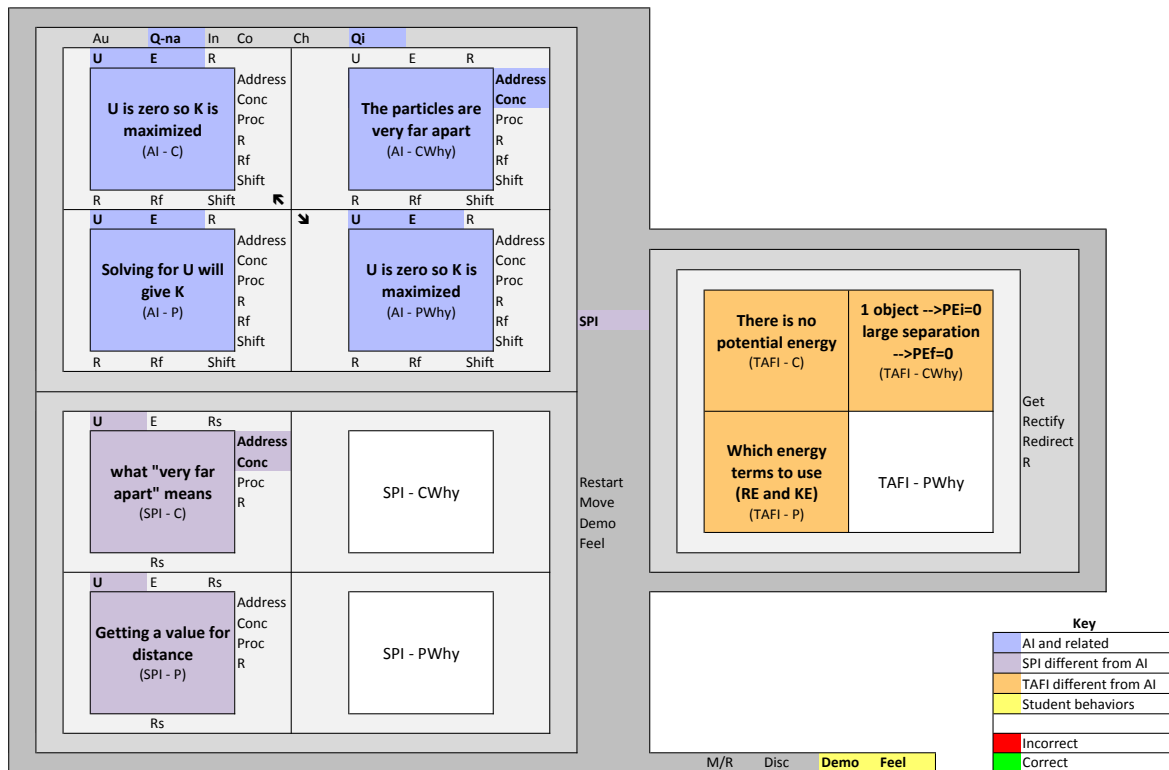 Au Q-na In Co Ch Qi
U E R U E R
U is zero so K is
maximized
(AI - C)
Address
Conc
Proc
R
Rf
Shift
The particles are
very far apart
(AI - CWhy)
Address
Conc
Proc
R
Rf
Shift
R Rf Shift R Rf Shift
U E R U E R
Solving for U will
give K
(AI - P)
Address
Conc
Proc
R
Rf
Shift
U is zero so K is
maximized
(AI - PWhy)
Address
Conc
Proc
R
Rf
Shift
R Rf Shift R Rf Shift
SPI
There is no
potential energy
(TAFI - C)
1 object -->PEi=0
large separation
-->PEf=0
(TAFI - CWhy)
Which energy
terms to use
(RE and KE)
(TAFI - P)
TAFI - PWhy
Get
Rectify
Redirect
R
U E Rs
what "very far
apart" means
(SPI - C)
Address
Conc
Proc
R
SPI - CWhy
Rs
Restart
Move
Demo
Feel
U E Rs
Getting a value for
distance
(SPI - P)
Address
Conc
Proc
R
SPI - PWhy
Rs
Key
AI and related
SPI different from AI
TAFI different from AI
Student behaviors
Incorrect
Correct
M/R Disc Demo Feel